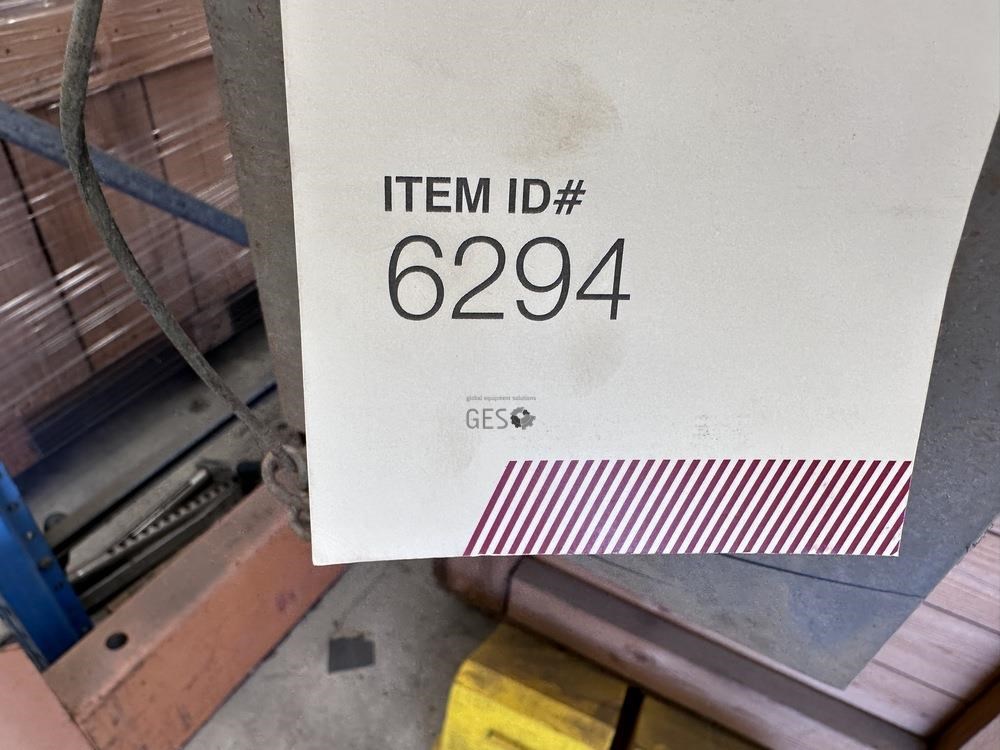 ITEM ID#
6294
global equipment solutions
GES